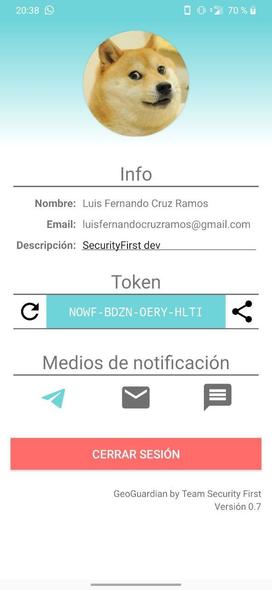 20:38
70 %
Info
Nombre: Luis Fernando Cruz Ramos
Email: luisfernandocruzramos@gmail.com
Descripción: SecurityFirst dev
Token
NOWF-BDZN-OERY-HLTI
Medios de notificación
CERRAR SESIÓN
GeoGuardian by Team Security First
Versión 0.7